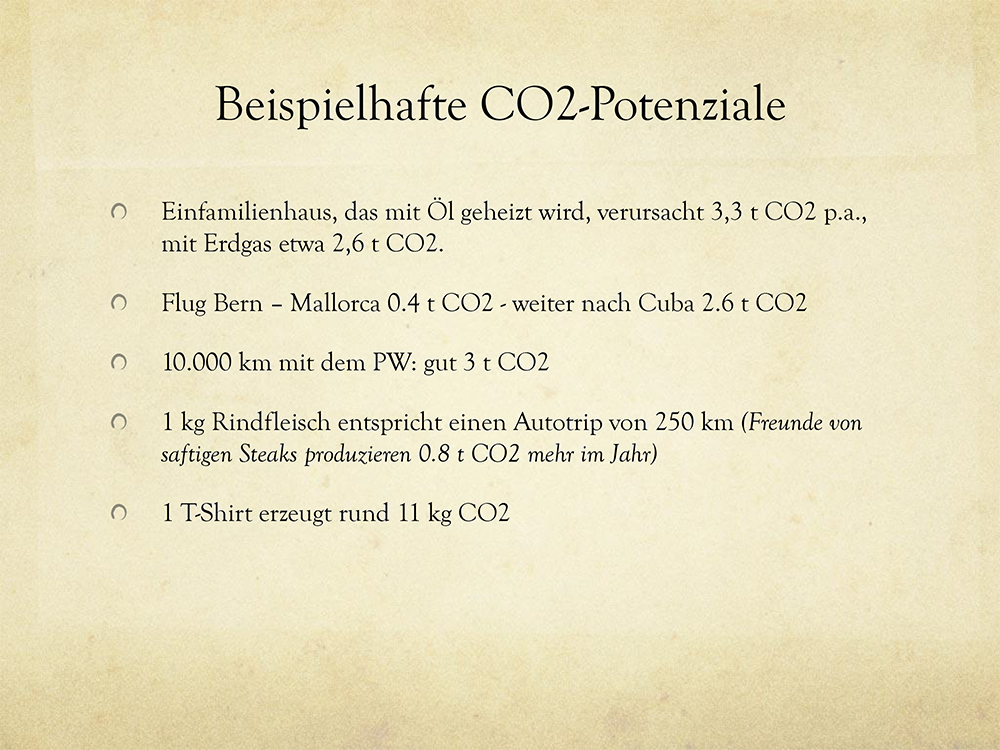 Beispielhafte CO2-Potenziale
Einfamilienhaus, das mit Öl geheizt wird, verursacht 3,3 t CO2 p.a.,
mit Erdgas etwa 2,6 t CO2.
Flug Bern – Mallorca 0.4 t CO2 - weiter nach Cuba 2.6 t CO2
10.000 km mit dem PW: gut 3 t CO2
1 kg Rindfleisch entspricht einen Autotrip von 250 km (Freunde von
saftigen Steaks produzieren 0.8 t CO2 mehr im Jahr)
1 T-Shirt erzeugt rund 11 kg CO2